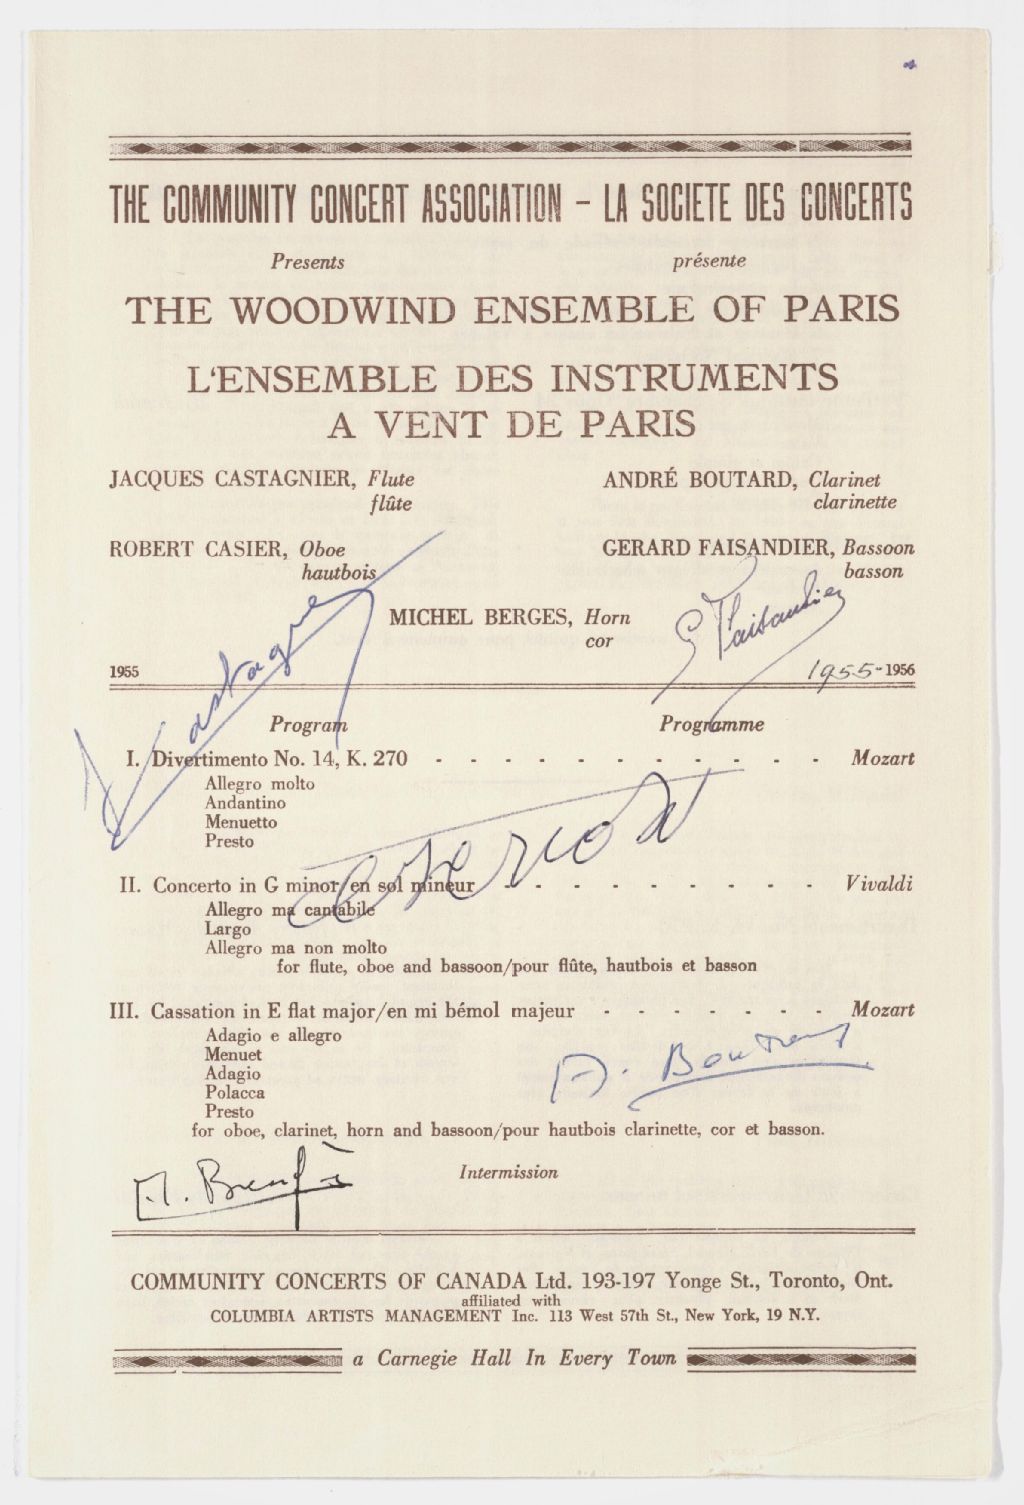 THE COMMUNITY CONCERT ASSOCIATION – LA SOCIETE DES CONCERTS
Presents présente
THE WOODWIND ENSEMBLE OF PARIS
L'ENSEMBLE DES INSTRUMENTS
A VENT DE PARIS
JACQUES CASTAGNIER, Flute
flûte
ANDRÉ BOUTARD, Clarinet
clarinette
ROBERT CASIER, Oboe
hautbois
GERARD FAISANDIER, Bassoon
basson
MICHEL BERGES, Horn
cor
G Faisandier
Castagner
1955 1955-1956
Program Programme
I. Divertimento No. 14, K. 270 - - - - - - - - - - - - Mozart
Allegro molto
Andantino
Menuetto
Presto
II. Concerto in G minor/en sol mineur - - - - - - - - - - - Vivaldi
Allegro ma cantabile
Largo
Allegro ma non molto
for flute, oboe and bassoon/pour flûte, hautbois et basson
III. Cassation in E flat major/en mi bémol majeur - - - - - - Mozart
Adagio e allegro
Menuet
Adagio
Polacca
Presto
A. Boutard
for oboe, clarinet, horn and bassoon/pour hautbois clarinette, cor et basson.
Intermission
COMMUNITY CONCERTS OF CANADA Ltd. 193-197 Yonge St., Toronto, Ont.
affiliated with
COLUMBIA ARTISTS MANAGEMENT Inc. 113 West 57th St., New York, 19 N.Y.
a Carnegie Hall In Every Town